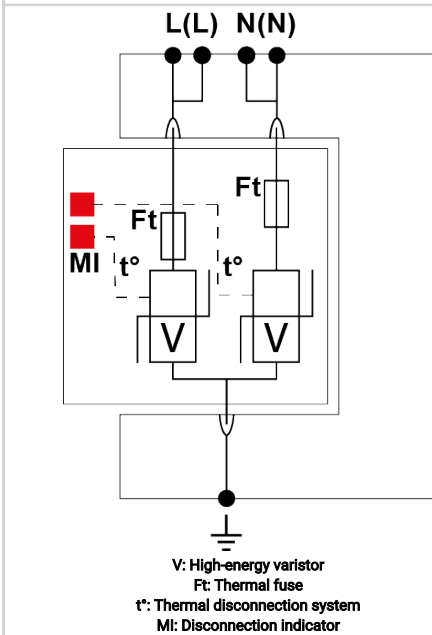 L(L) N(N)
Ft
Ft
MI t° t°
V V
V: High-energy varistor
Ft: Thermal fuse
t°: Thermal disconnection system
MI: Disconnection indicator